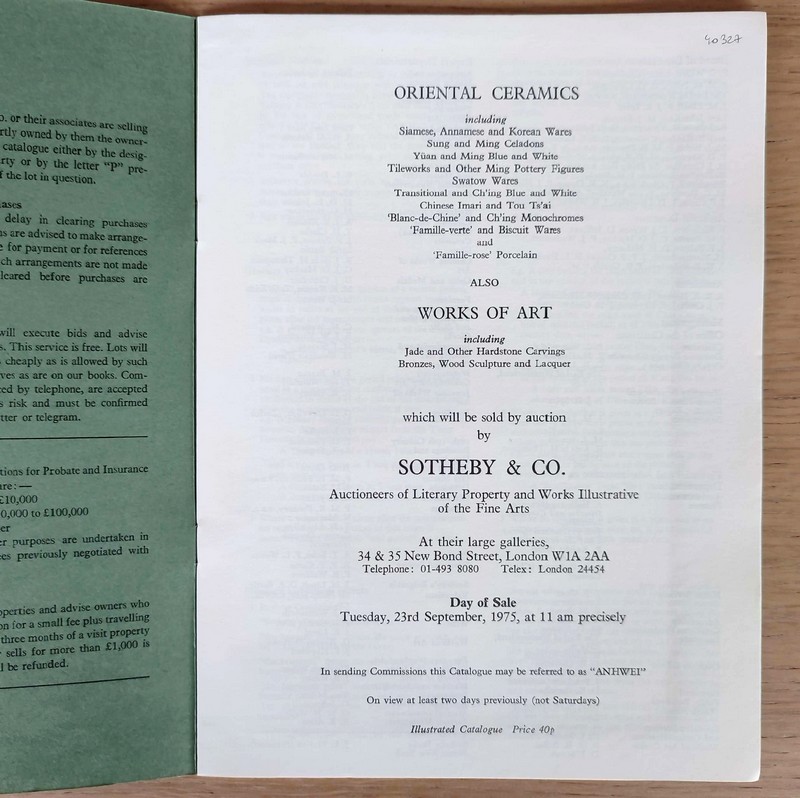 o. or their associates are selling
rtly owned by them the owner-
catalogue either by the desig-
rty or by the letter "P" pre-
f the lot in question.
ases
delay in clearing purchases
s are advised to make arrange-
e for payment or for references
ch arrangements are not made
leared before purchases are
will execute bids and advise
s. This service is free. Lots will
cheaply as is allowed by such
ves as are on our books. Com-
ed by telephone, are accepted
s risk and must be confirmed
tter or telegram.
tions for Probate and Insurance
are:—
£10,000
0,000 to £100,000
er
er purposes are undertaken in
es previously negotiated with
operties and advise owners who
on for a small fee plus travelling
three months of a visit property
sells for more than £1,000 is
l be refunded.
40327
ORIENTAL CERAMICS
including
Siamese, Annamese and Korean Wares
Sung and Ming Celadons
Yüan and Ming Blue and White
Tileworks and Other Ming Pottery Figures
Swatow Wares
Transitional and Ch'ing Blue and White
Chinese Imari and Tou Ts'ai
'Blanc-de-Chine' and Ch'ing Monochromes
'Famille-verte' and Biscuit Wares
and
'Famille-rose' Porcelain
ALSO
WORKS OF ART
including
Jade and Other Hardstone Carvings
Bronzes, Wood Sculpture and Lacquer
which will be sold by auction
by
SOTHEBY & CO.
Auctioneers of Literary Property and Works Illustrative
of the Fine Arts
At their large galleries,
34 & 35 New Bond Street, London W1A 2AA
Telephone: 01-493 8080 Telex: London 24454
Day of Sale
Tuesday, 23rd September, 1975, at 11 am precisely
In sending Commissions this Catalogue may be referred to as "ANHWEI"
On view at least two days previously (not Saturdays)
Illustrated Catalogue Price 40p